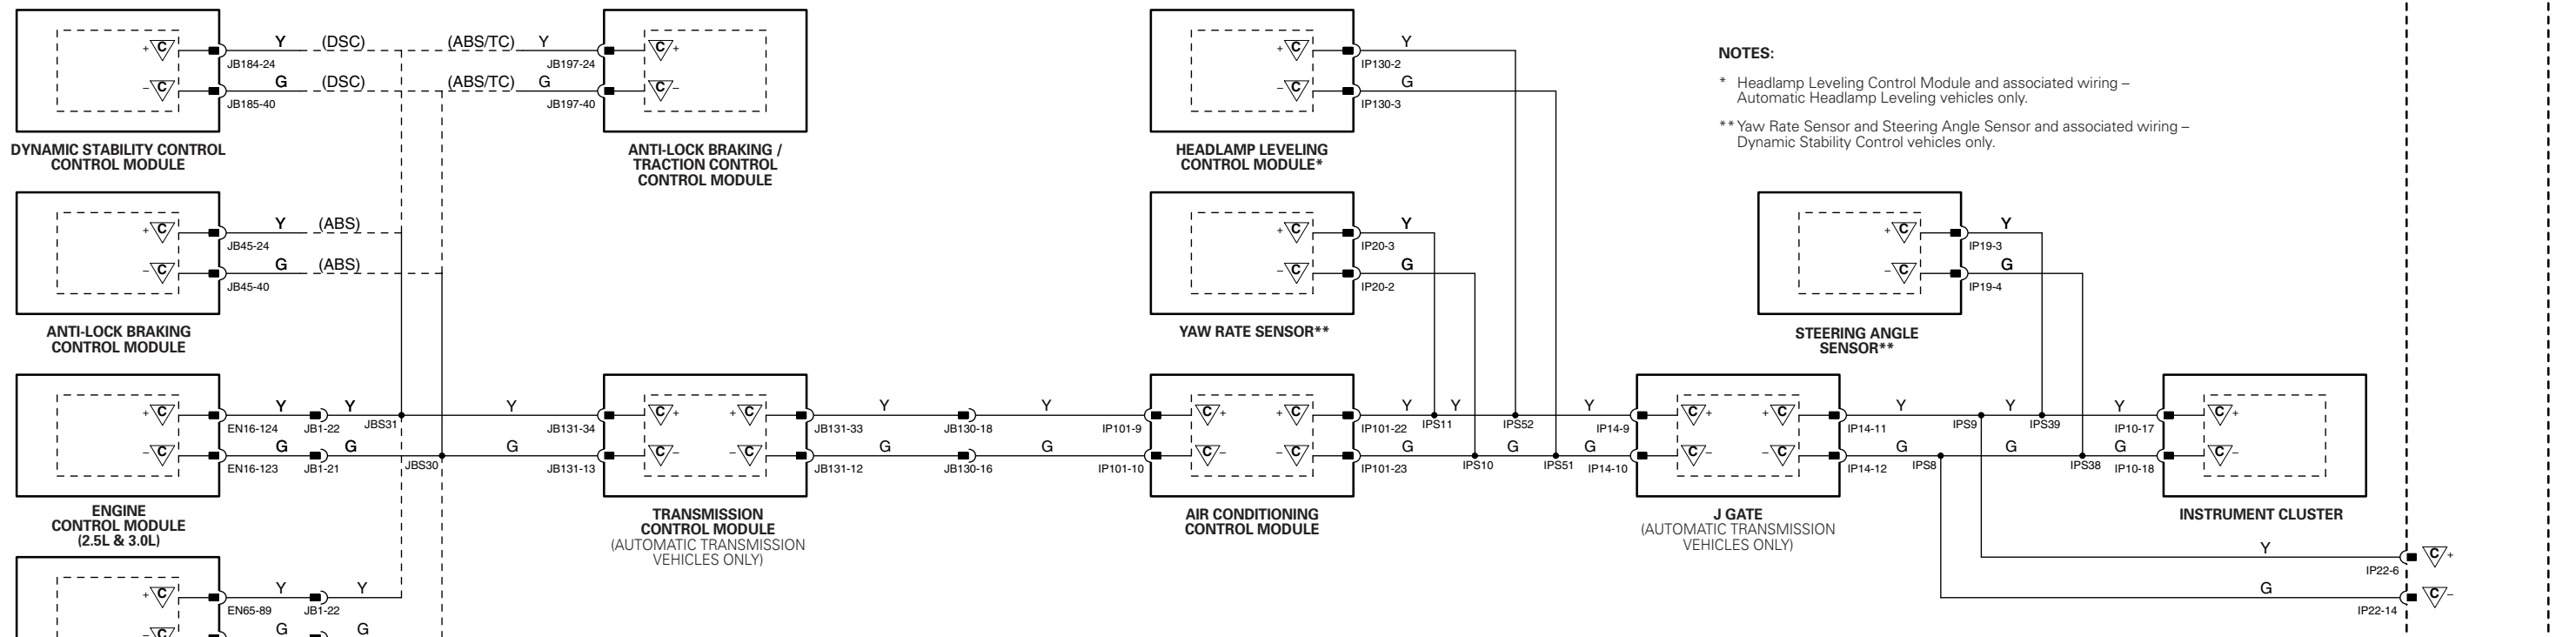 Y (DSC) (ABS/TC) Y
+ C C +
JB184-24 JB197-24
G (DSC) (ABS/TC) G
– C C –
JB185-40 JB197-40
DYNAMIC STABILITY CONTROL
CONTROL MODULE
ANTI-LOCK BRAKING /
TRACTION CONTROL
CONTROL MODULE
+ C Y
IP130-2
– C G
IP130-3
HEADLAMP LEVELING
CONTROL MODULE*
NOTES:
* Headlamp Leveling Control Module and associated wiring –
Automatic Headlamp Leveling vehicles only.
** Yaw Rate Sensor and Steering Angle Sensor and associated wiring –
Dynamic Stability Control vehicles only.
+ C Y (ABS)
JB45-24
– C G (ABS)
JB45-40
ANTI-LOCK BRAKING
CONTROL MODULE
+ C Y
IP20-3
– C G
IP20-2
YAW RATE SENSOR**
+ C Y
IP19-3
– C G
IP19-4
STEERING ANGLE
SENSOR**
+ C Y Y Y C + + C Y Y C + + C Y Y Y C + + C Y Y Y C +
EN16-124 JB1-22 JBS31 JB131-34 JB131-33 JB130-18 IP101-9 IP101-22 IPS11 IPS52 IP14-9 IP14-11 IPS9 IPS39 IP10-17
– C G G G C – – C G G C – – C G G G C – – C G G G C –
EN16-123 JB1-21 JBS30 JB131-13 JB131-12 JB130-16 IP101-10 IP101-23 IPS10 IPS51 IP14-10 IP14-12 IPS8 IPS38 IP10-18
ENGINE
CONTROL MODULE
(2.5L & 3.0L)
TRANSMISSION
CONTROL MODULE
(AUTOMATIC TRANSMISSION
VEHICLES ONLY)
AIR CONDITIONING
CONTROL MODULE
J GATE
(AUTOMATIC TRANSMISSION
VEHICLES ONLY)
INSTRUMENT CLUSTER
Y C +
IP22-6
G C –
IP22-14
+ C Y Y
EN65-89 JB1-22
– C G G